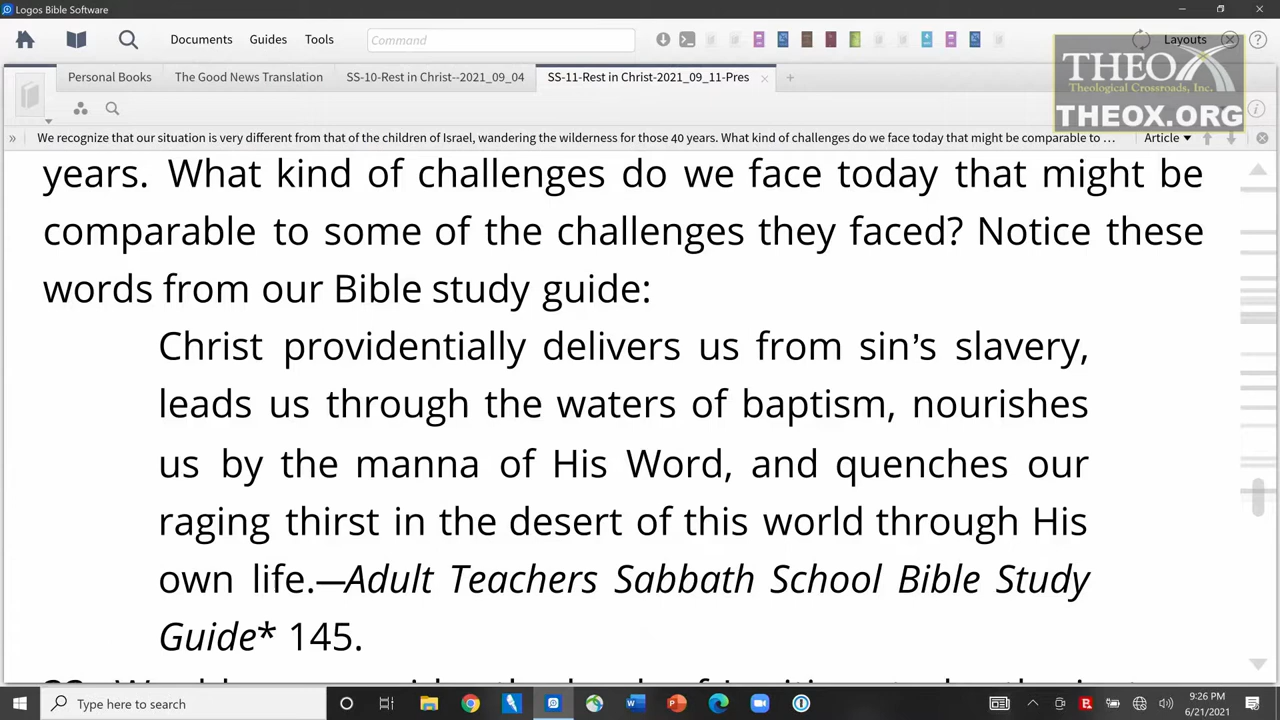 Logos Bible Software
Documents Guides Tools Command Layouts
THEOX
Theological Crossroads, Inc.
THEOX.ORG
Personal Books The Good News Translation SS-10-Rest in Christ--2021_09_04 SS-11-Rest in Christ-2021_09_11-Pres
We recognize that our situation is very different from that of the children of Israel, wandering the wilderness for those 40 years. What kind of challenges do we face today that might be comparable to ... Article
years. What kind of challenges do we face today that might be
comparable to some of the challenges they faced? Notice these
words from our Bible study guide:
Christ providentially delivers us from sin’s slavery,
leads us through the waters of baptism, nourishes
us by the manna of His Word, and quenches our
raging thirst in the desert of this world through His
own life.—Adult Teachers Sabbath School Bible Study
Guide* 145.
Type here to search
9:26 PM
6/21/2021